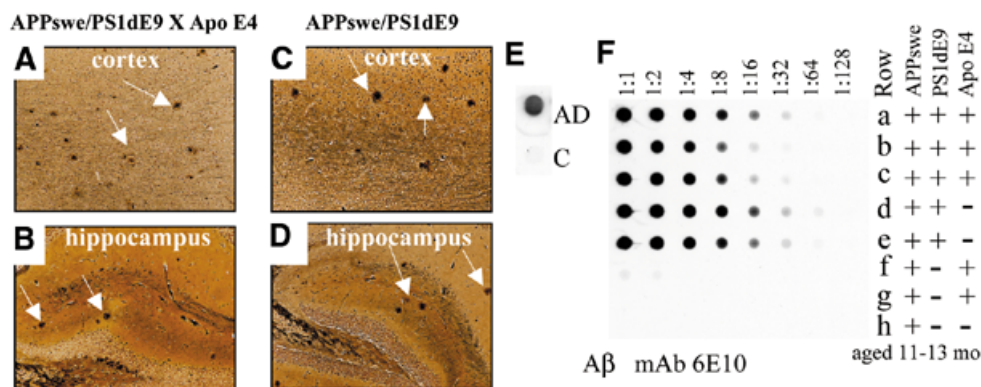 APPswe/PS1dE9 X Apo E4
APPswe/PS1dE9
A
cortex
C
cortex
B
hippocampus
D
hippocampus
E
AD
C
F
1:1
1:2
1:4
1:8
1:16
1:32
1:64
1:128
Row
APPswe
PS1dE9
Apo E4
a + + +
b + + +
c + + +
d + + -
e + + -
f + - +
g + - +
h + - -
Aβ mAb 6E10
aged 11-13 mo